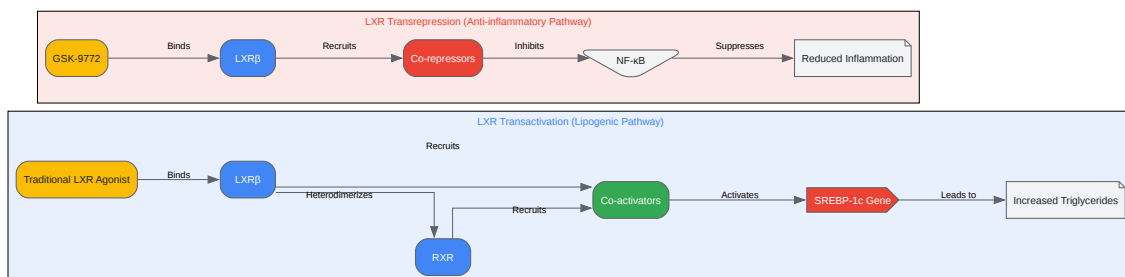 LXR Transrepression (Anti-inflammatory Pathway)
GSK-9772
Binds
LXRβ
Recruits
Co-repressors
Inhibits
NF-κB
Suppresses
Reduced Inflammation
LXR Transactivation (Lipogenic Pathway)
Recruits
Traditional LXR Agonist
Binds
LXRβ
Heterodimerizes
RXR
Recruits
Co-activators
Activates
SREBP-1c Gene
Leads to
Increased Triglycerides